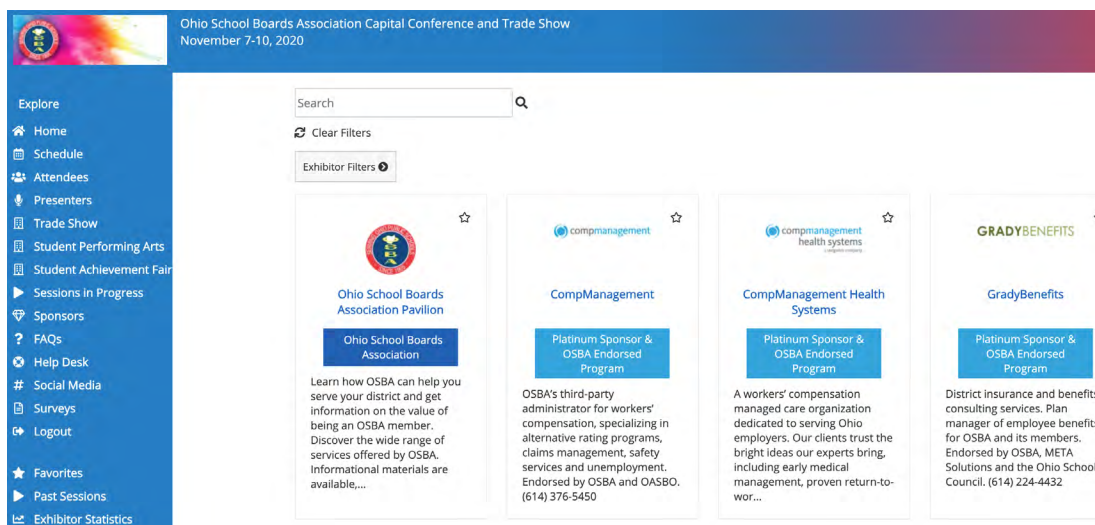 Ohio School Boards Association Capital Conference and Trade Show
November 7-10, 2020
Explore
Home
Schedule
Attendees
Presenters
Trade Show
Student Performing Arts
Student Achievement Fair
Sessions in Progress
Sponsors
FAQs
Help Desk
Social Media
Surveys
Logout
Favorites
Past Sessions
Exhibitor Statistics
Search
Clear Filters
Exhibitor Filters
OSBA
Ohio School Boards
Association Pavilion
Ohio School Boards
Association
Learn how OSBA can help you
serve your district and get
information on the value of
being an OSBA member.
Discover the wide range of
services offered by OSBA.
Informational materials are
available,...
compmanagement
CompManagement
Platinum Sponsor &
OSBA Endorsed
Program
OSBA's third-party
administrator for workers'
compensation, specializing in
alternative rating programs,
claims management, safety
services and unemployment.
Endorsed by OSBA and OASBO.
(614) 376-5450
compmanagement
health systems
CompManagement Health
Systems
Platinum Sponsor &
OSBA Endorsed
Program
A workers' compensation
managed care organization
dedicated to serving Ohio
employers. Our clients trust the
bright ideas our experts bring,
including early medical
management, proven return-to-
wor...
GRADYBENEFITS
GradyBenefits
Platinum Sponsor &
OSBA Endorsed
Program
District insurance and benefits
consulting services. Plan
manager of employee benefits
for OSBA and its members.
Endorsed by OSBA, META
Solutions and the Ohio School
Council. (614) 224-4432